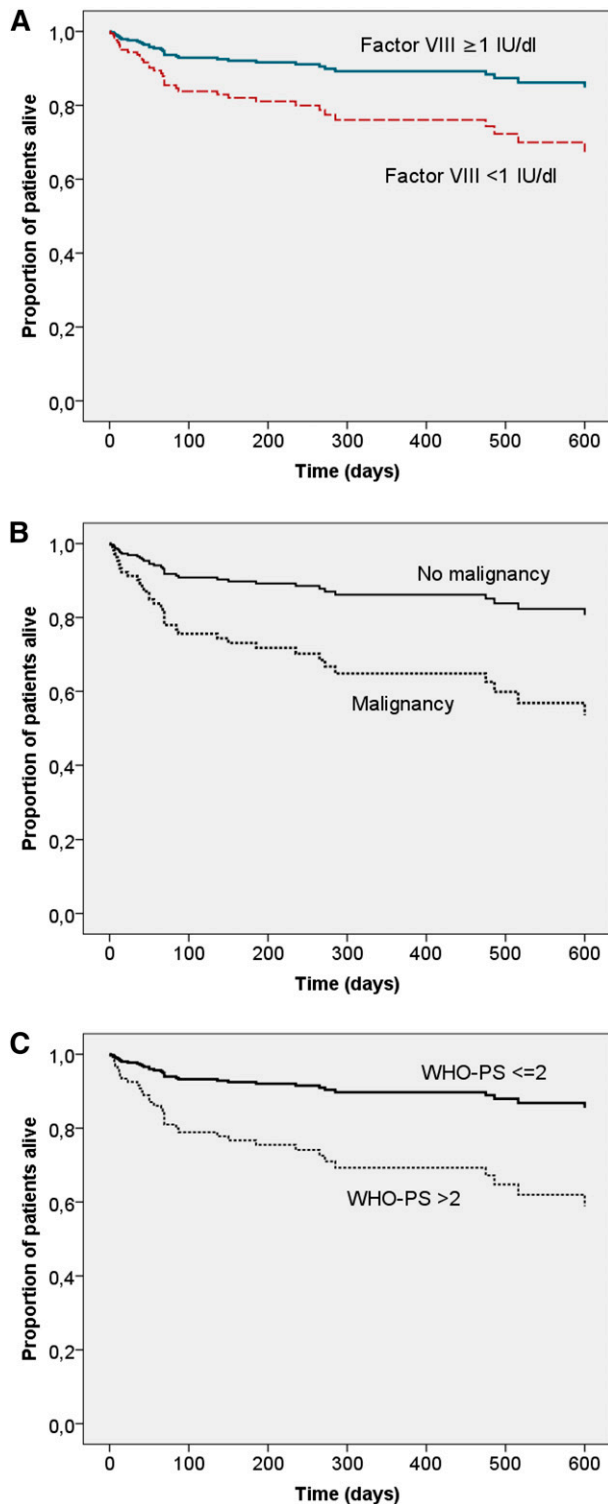 A
Factor VIII ≥1 IU/dl
Factor VIII <1 IU/dl
Proportion of patients alive
1,0
0,8
0,6
0,4
0,2
0,0
0 100 200 300 400 500 600
Time (days)
B
No malignancy
Malignancy
Proportion of patients alive
1,0
0,8
0,6
0,4
0,2
0,0
0 100 200 300 400 500 600
Time (days)
C
WHO-PS <=2
WHO-PS >2
Proportion of patients alive
1,0
0,8
0,6
0,4
0,2
0,0
0 100 200 300 400 500 600
Time (days)